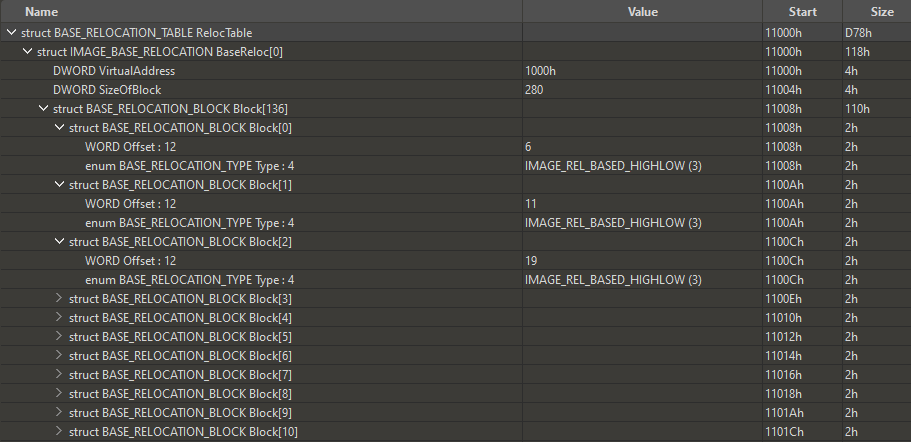 Name Value Start Size
struct BASE_RELOCATION_TABLE RelocTable 11000h D78h
struct IMAGE_BASE_RELOCATION BaseReloc[0] 11000h 118h
DWORD VirtualAddress 1000h 11000h 4h
DWORD SizeOfBlock 280 11004h 4h
struct BASE_RELOCATION_BLOCK Block[136] 11008h 110h
struct BASE_RELOCATION_BLOCK Block[0] 11008h 2h
WORD Offset : 12 6 11008h 2h
enum BASE_RELOCATION_TYPE Type : 4 IMAGE_REL_BASED_HIGHLOW (3) 11008h 2h
struct BASE_RELOCATION_BLOCK Block[1] 1100Ah 2h
WORD Offset : 12 11 1100Ah 2h
enum BASE_RELOCATION_TYPE Type : 4 IMAGE_REL_BASED_HIGHLOW (3) 1100Ah 2h
struct BASE_RELOCATION_BLOCK Block[2] 1100Ch 2h
WORD Offset : 12 19 1100Ch 2h
enum BASE_RELOCATION_TYPE Type : 4 IMAGE_REL_BASED_HIGHLOW (3) 1100Ch 2h
struct BASE_RELOCATION_BLOCK Block[3] 1100Eh 2h
struct BASE_RELOCATION_BLOCK Block[4] 11010h 2h
struct BASE_RELOCATION_BLOCK Block[5] 11012h 2h
struct BASE_RELOCATION_BLOCK Block[6] 11014h 2h
struct BASE_RELOCATION_BLOCK Block[7] 11016h 2h
struct BASE_RELOCATION_BLOCK Block[8] 11018h 2h
struct BASE_RELOCATION_BLOCK Block[9] 1101Ah 2h
struct BASE_RELOCATION_BLOCK Block[10] 1101Ch 2h